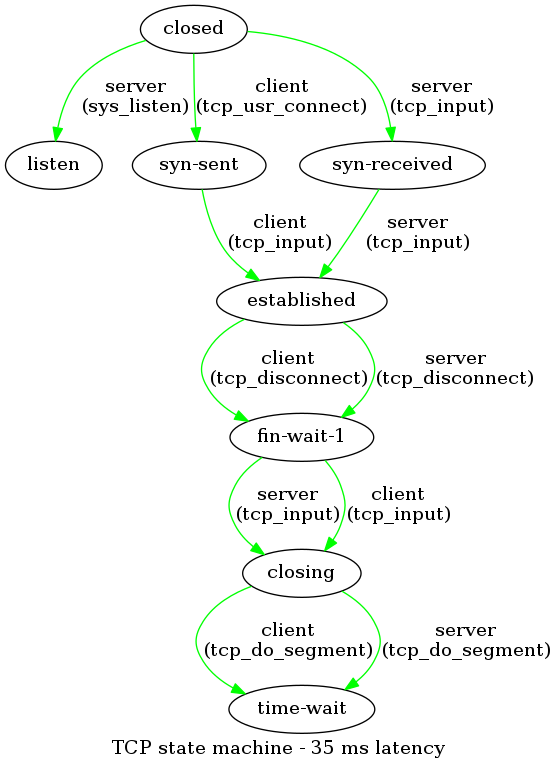 closed
server
(sys_listen)
client
(tcp_usr_connect)
server
(tcp_input)
listen
syn-sent
syn-received
client
(tcp_input)
server
(tcp_input)
established
client
(tcp_disconnect)
server
(tcp_disconnect)
fin-wait-1
server
(tcp_input)
client
(tcp_input)
closing
client
(tcp_do_segment)
server
(tcp_do_segment)
time-wait
TCP state machine - 35 ms latency